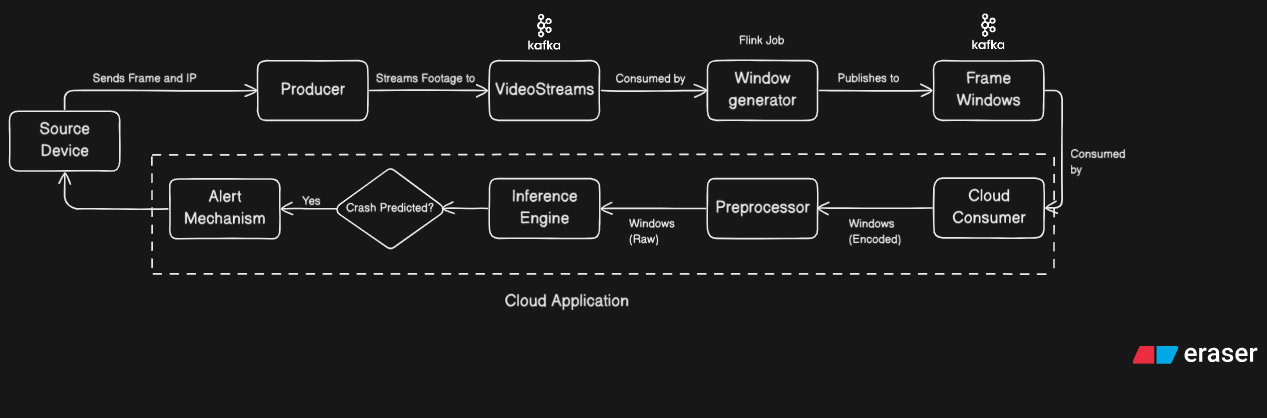 kafka
Flink Job
kafka
Sends Frame and IP
Producer
Streams Footage to
VideoStreams
Consumed by
Window
generator
Publishes to
Frame
Windows
Source
Device
Consumed
by
Alert
Mechanism
Yes
Crash Predicted?
Inference
Engine
Windows
(Raw)
Preprocessor
Windows
(Encoded)
Cloud
Consumer
Cloud Application
eraser